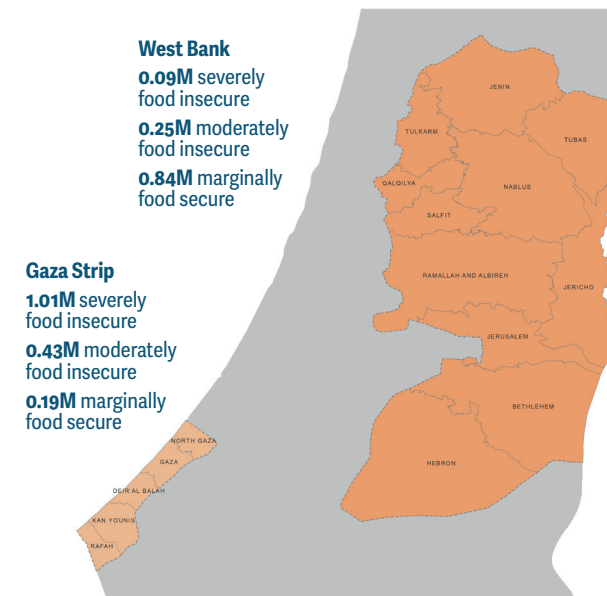 West Bank
0.09M severely
food insecure
0.25M moderately
food insecure
0.84M marginally
food secure
Gaza Strip
1.01M severely
food insecure
0.43M moderately
food insecure
0.19M marginally
food secure
JENIN
TULKARM
TUBAS
QALQILYA
NABLUS
SALFIT
RAMALLAH AND ALBIREH
JERICHO
JERUSALEM
BETHLEHEM
HEBRON
NORTH GAZA
GAZA
DEIR AL BALAH
KAN YOUNIS
RAFAH